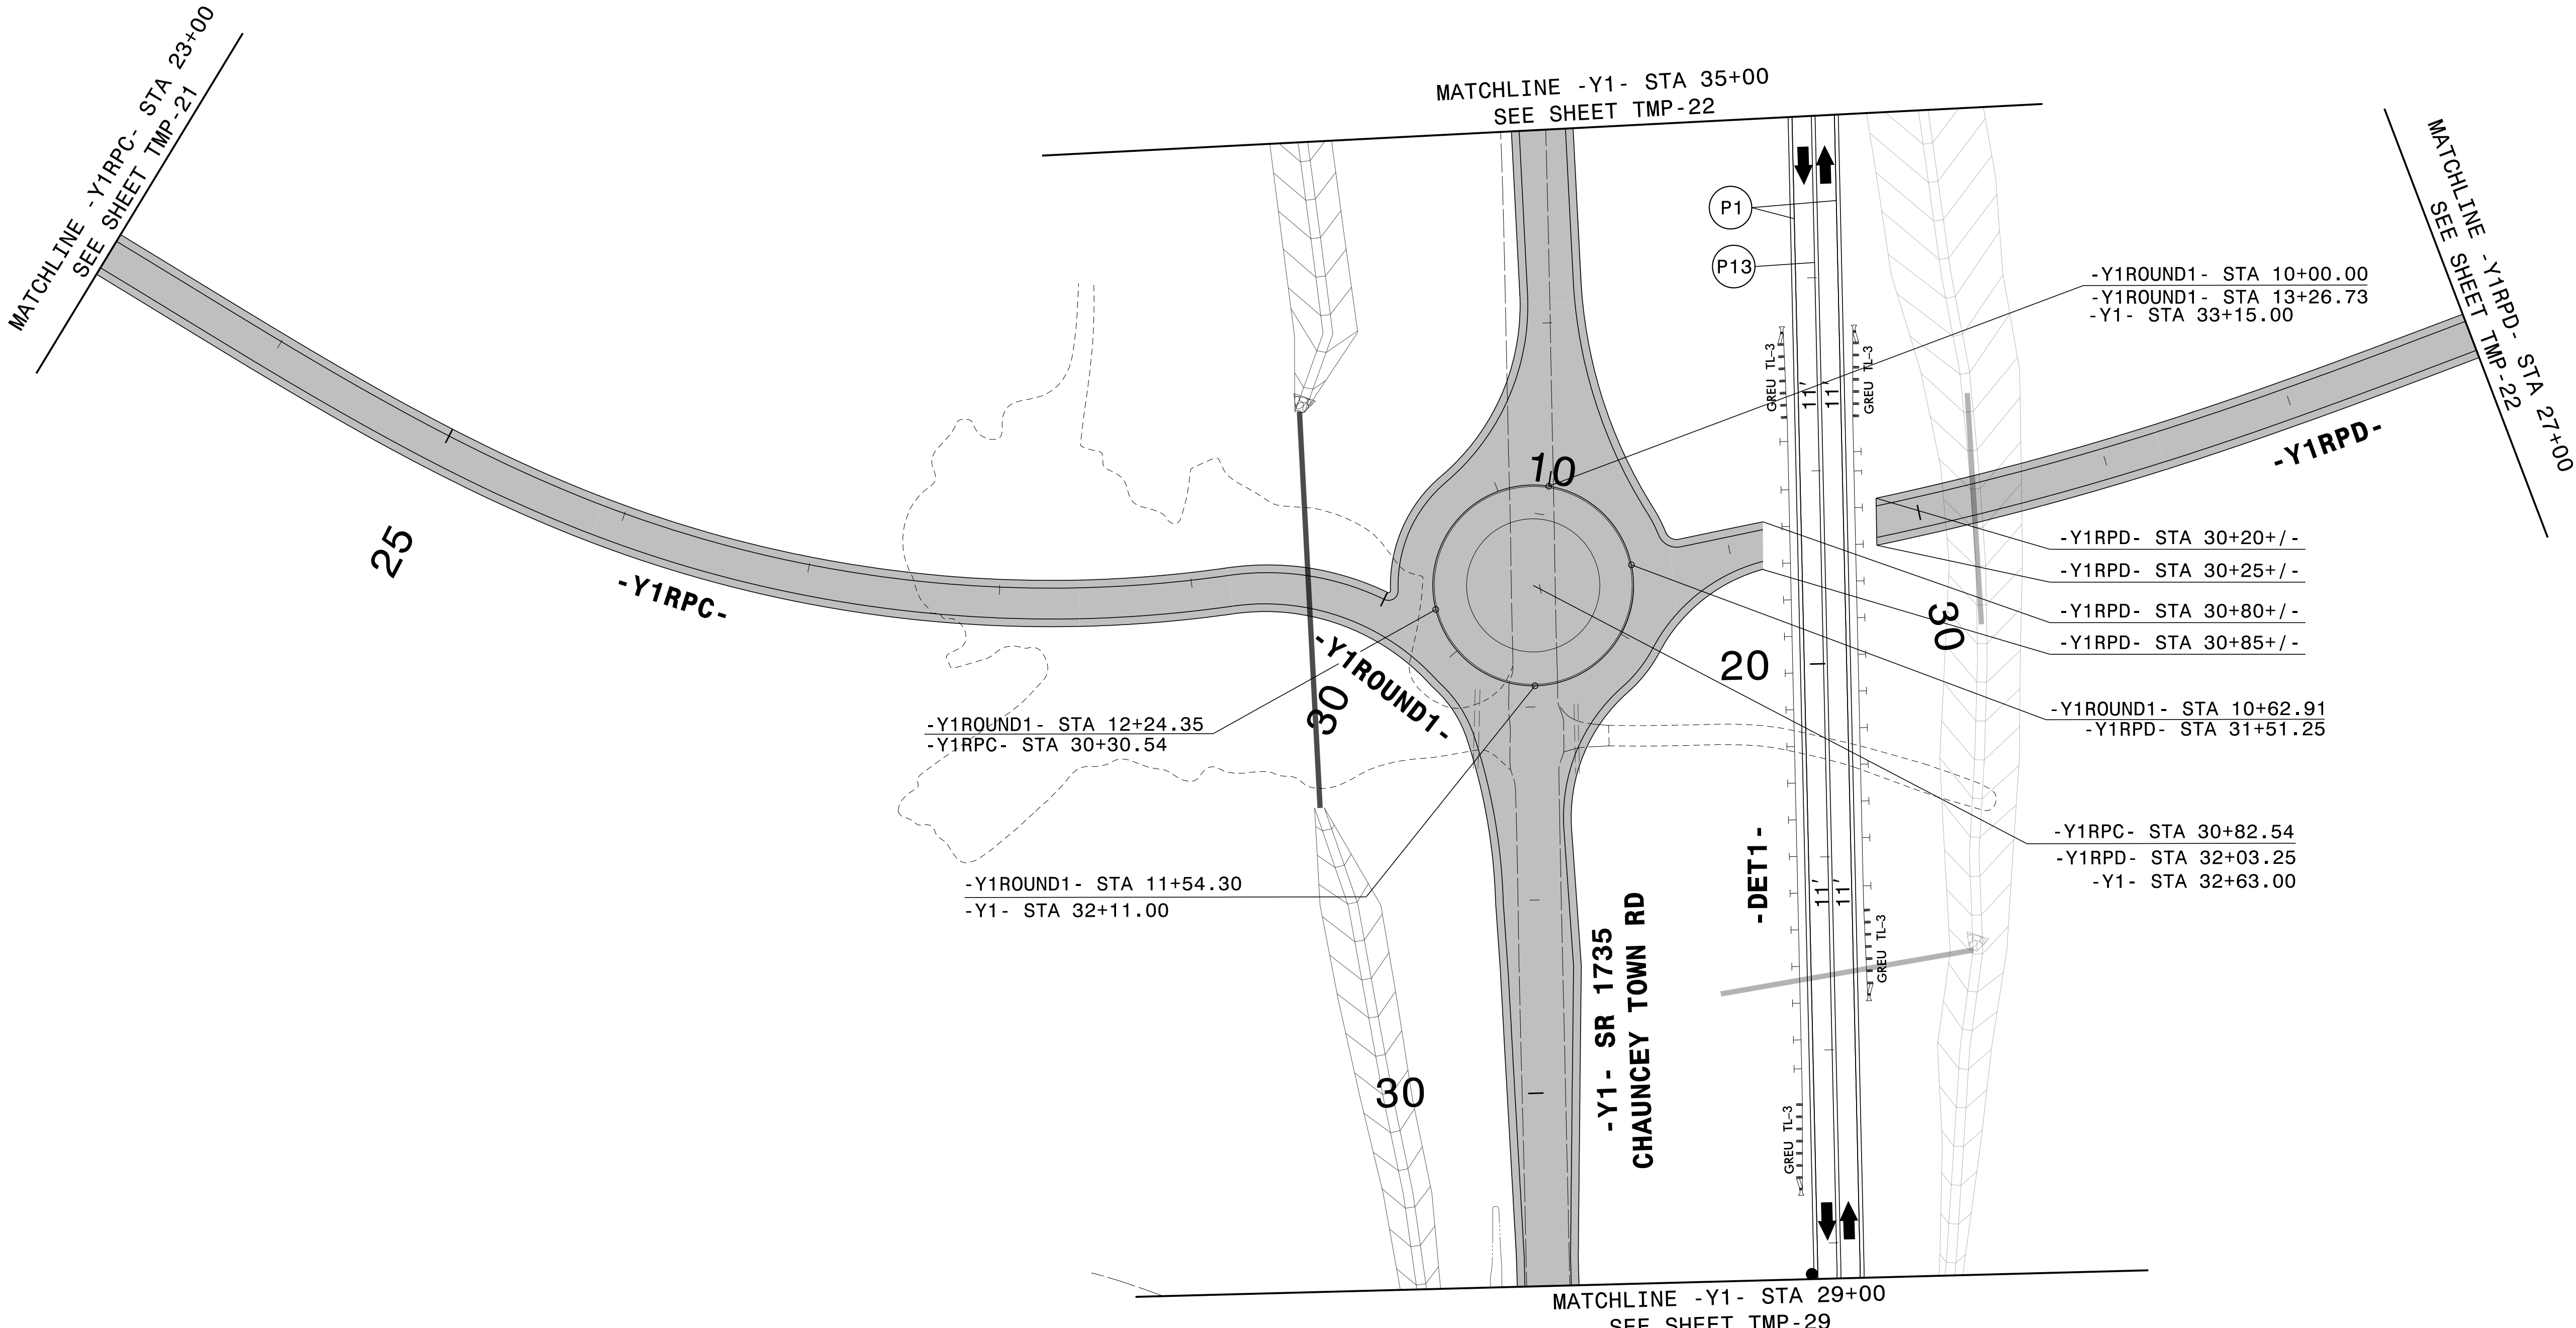 MATCHLINE -Y1RPC- STA 23+00
SEE SHEET TMP-21
MATCHLINE -Y1- STA 35+00
SEE SHEET TMP-22
MATCHLINE -Y1RPD- STA 27+00
SEE SHEET TMP-22
P1
P13
-Y1ROUND1- STA 10+00.00
-Y1ROUND1- STA 13+26.73
-Y1- STA 33+15.00
GREU TL-3
11'
11'
GREU TL-3
-Y1RPD-
10
25
-Y1RPC-
-Y1RPD- STA 30+20+/-
-Y1RPD- STA 30+25+/-
-Y1RPD- STA 30+80+/-
-Y1RPD- STA 30+85+/-
30
20
-Y1ROUND1-
30
-Y1ROUND1- STA 12+24.35
-Y1RPC- STA 30+30.54
-Y1ROUND1- STA 10+62.91
-Y1RPD- STA 31+51.25
-Y1RPC- STA 30+82.54
-Y1RPD- STA 32+03.25
-Y1- STA 32+63.00
-Y1ROUND1- STA 11+54.30
-Y1- STA 32+11.00
-DET1-
11'
11'
GREU TL-3
-Y1- SR 1735
CHAUNCEY TOWN RD
30
GREU TL-3
MATCHLINE -Y1- STA 29+00
SEE SHEET TMP-29